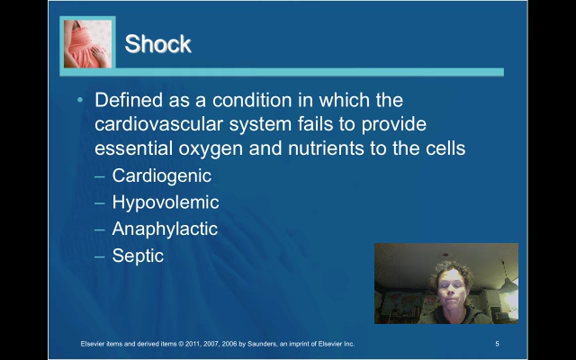 Shock
• Defined as a condition in which the
cardiovascular system fails to provide
essential oxygen and nutrients to the cells
– Cardiogenic
– Hypovolemic
– Anaphylactic
– Septic
Elsevier items and derived items © 2011, 2007, 2006 by Saunders, an imprint of Elsevier Inc.
5